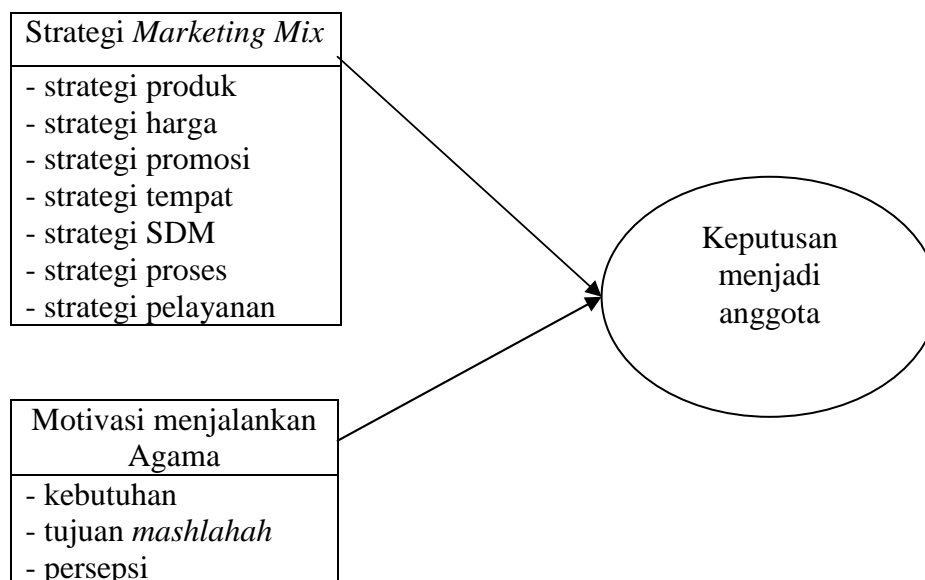 Strategi Marketing Mix
- strategi produk
- strategi harga
- strategi promosi
- strategi tempat
- strategi SDM
- strategi proses
- strategi pelayanan
Keputusan
menjadi
anggota
Motivasi menjalankan
Agama
- kebutuhan
- tujuan mashlahah
- persepsi